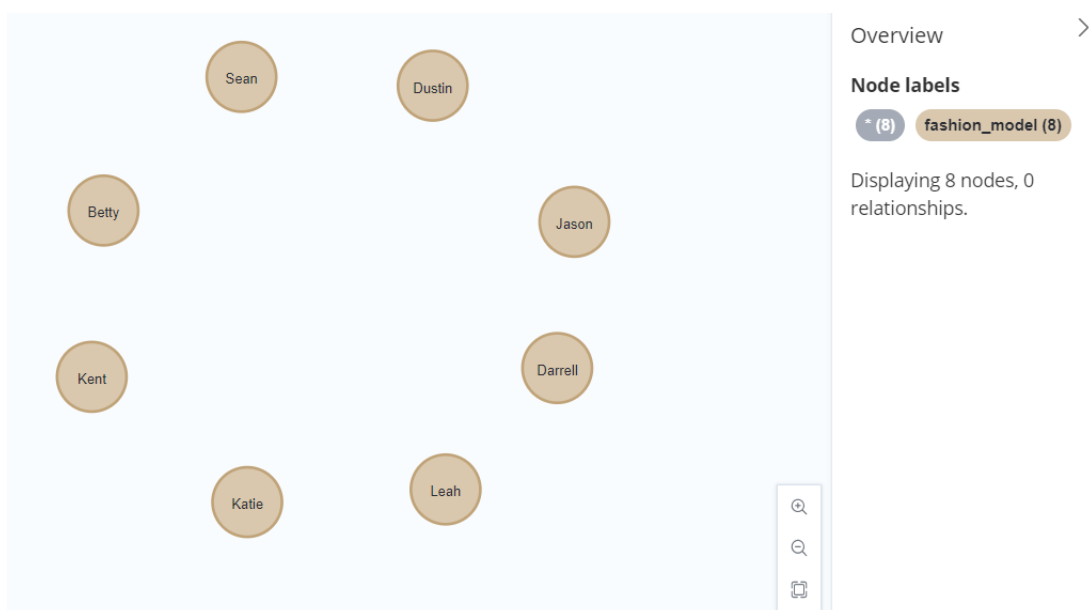 Sean
Dustin
Betty
Jason
Kent
Darrell
Katie
Leah
Overview
Node labels
* (8) fashion_model (8)
Displaying 8 nodes, 0
relationships.